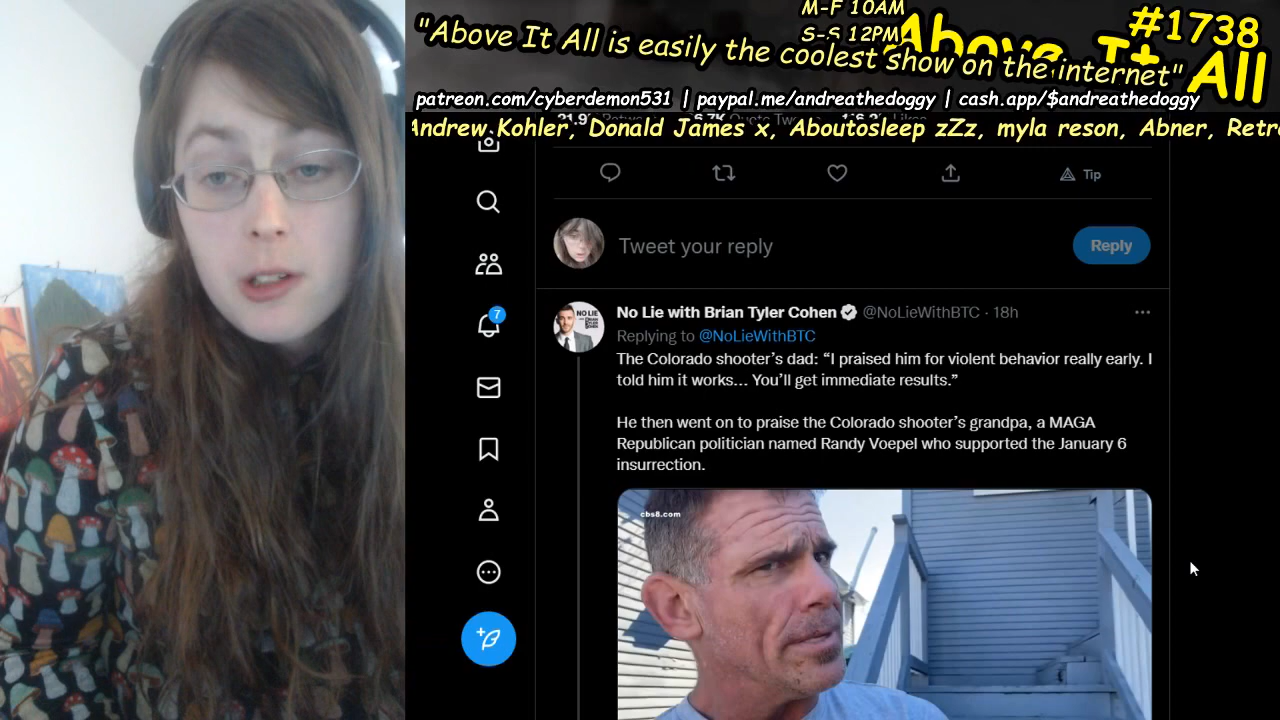 M-F 10AM
S-S 12PM
#1738
Above It All
"Above It All is easily the coolest show on the internet"
patreon.com/cyberdemon531 | paypal.me/andreathedoggy | cash.app/$andreathedoggy
Andrew Kohler, Donald James x, Aboutosleep zZz, myla reson, Abner, Retr
Tip
Tweet your reply
Reply
7
No Lie with Brian Tyler Cohen @NoLieWithBTC · 18h
Replying to @NoLieWithBTC
The Colorado shooter’s dad: “I praised him for violent behavior really early. I
told him it works… You’ll get immediate results.”
He then went on to praise the Colorado shooter’s grandpa, a MAGA
Republican politician named Randy Voepel who supported the January 6
insurrection.
cbs8.com
NO LIE